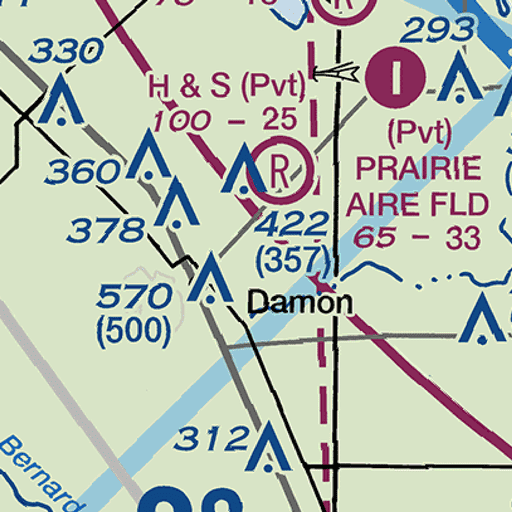 293
330
H & S (Pvt)
100 - 25
R
I
(Pvt)
PRAIRIE
AIRE FLD
65 - 33
360
378
422
(357)
570
(500)
Damon
312
Bernard